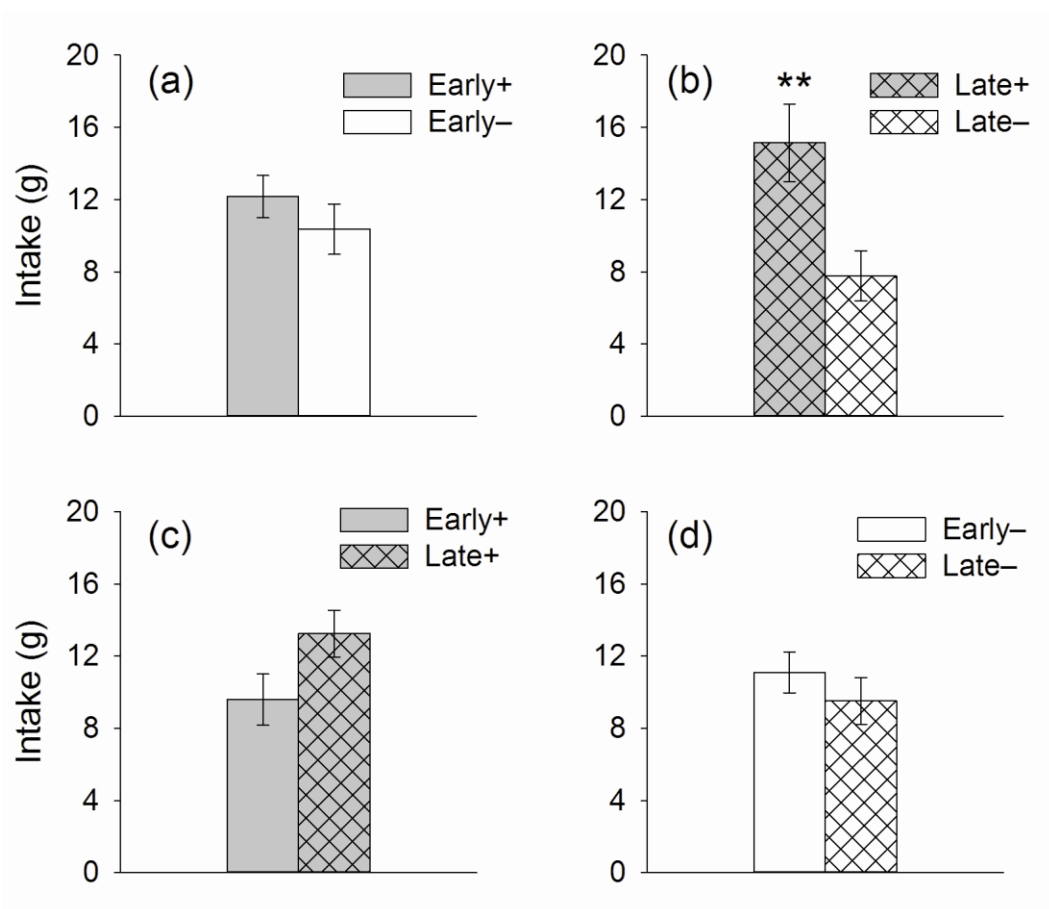 (a)
Early+
Early–
Intake (g)
20
16
12
8
4
0
(b)
**
Late+
Late–
20
16
12
8
4
0
(c)
Early+
Late+
Intake (g)
20
16
12
8
4
0
(d)
Early–
Late–
20
16
12
8
4
0